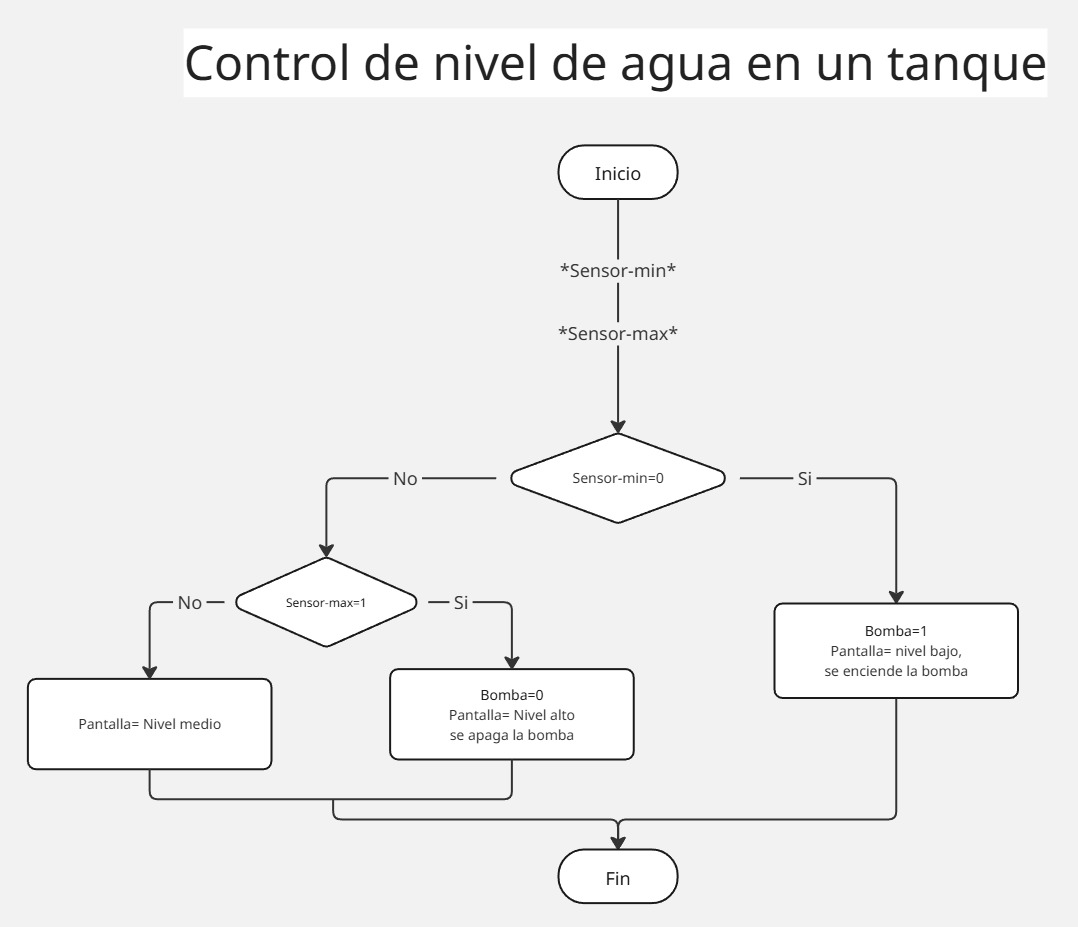 Control de nivel de agua en un tanque
Inicio
*Sensor-min*
*Sensor-max*
Sensor-min=0
No
Si
Sensor-max=1
No
Si
Bomba=1
Pantalla= nivel bajo,
se enciende la bomba
Pantalla= Nivel medio
Bomba=0
Pantalla= Nivel alto
se apaga la bomba
Fin